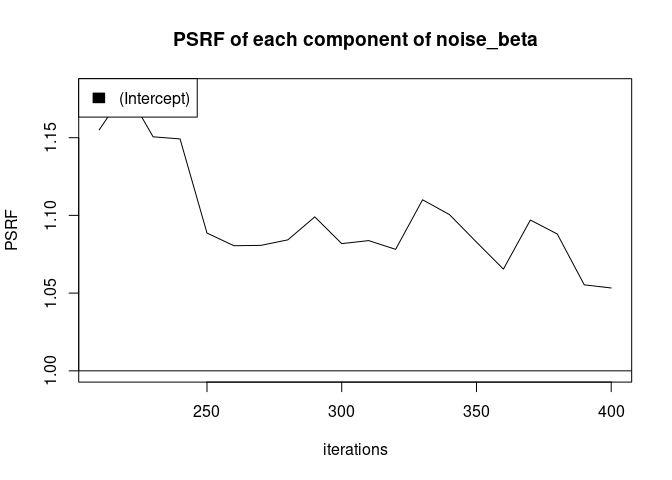 PSRF of each component of noise_beta
(Intercept)
1.15
1.10
1.05
1.00
PSRF
250 300 350 400
iterations